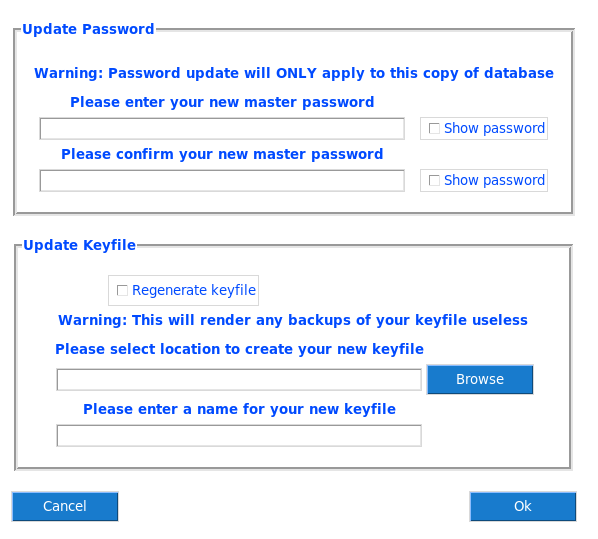 Update Password
Warning: Password update will ONLY apply to this copy of database
Please enter your new master password
Show password
Please confirm your new master password
Show password
Update Keyfile
Regenerate keyfile
Warning: This will render any backups of your keyfile useless
Please select location to create your new keyfile
Browse
Please enter a name for your new keyfile
Cancel
Ok